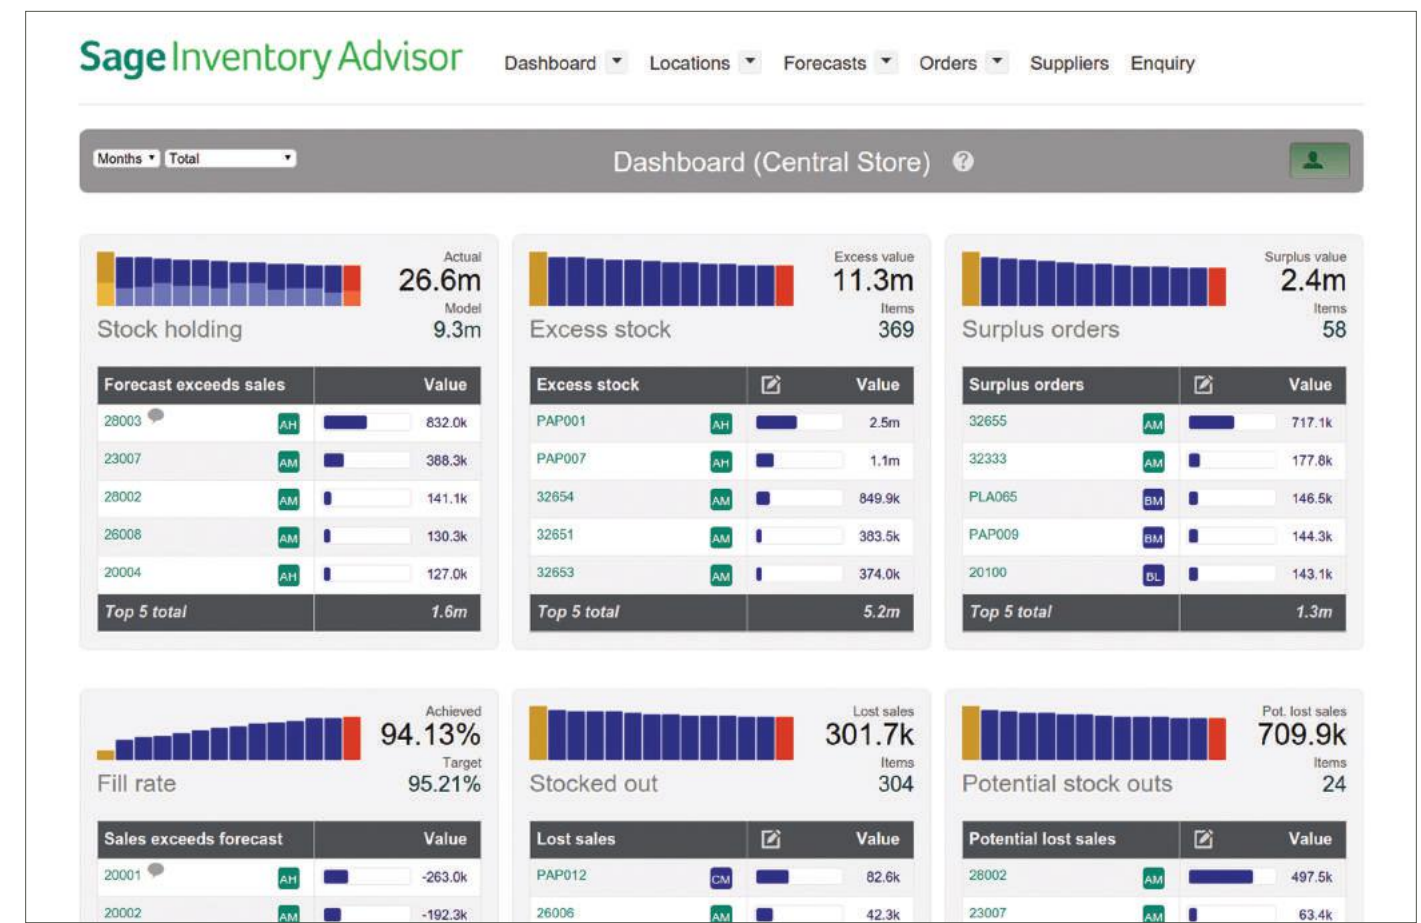 Sage Inventory Advisor Dashboard Locations Forecasts Orders Suppliers Enquiry
Months Total Dashboard (Central Store) ?
Actual
26.6m
Model
9.3m
Stock holding
Forecast exceeds sales Value
28003 AH 832.0k
23007 AM 388.3k
28002 AM 141.1k
26008 AM 130.3k
20004 AH 127.0k
Top 5 total 1.6m
Excess value
11.3m
Items
369
Excess stock
Excess stock Value
PAP001 AH 2.5m
PAP007 AH 1.1m
32654 AM 849.9k
32651 AM 383.5k
32653 AM 374.0k
Top 5 total 5.2m
Surplus value
2.4m
Items
58
Surplus orders
Surplus orders Value
32655 AM 717.1k
32333 AM 177.8k
PLA065 BM 146.5k
PAP009 BM 144.3k
20100 BL 143.1k
Top 5 total 1.3m
Achieved
94.13%
Target
95.21%
Fill rate
Sales exceeds forecast Value
20001 AH -263.0k
20002 AM -192.3k
Lost sales
301.7k
Items
304
Stocked out
Lost sales Value
PAP012 CM 82.6k
26006 AM 42.3k
Pot. lost sales
709.9k
Items
24
Potential stock outs
Potential lost sales Value
28002 AM 497.5k
23007 AM 63.4k